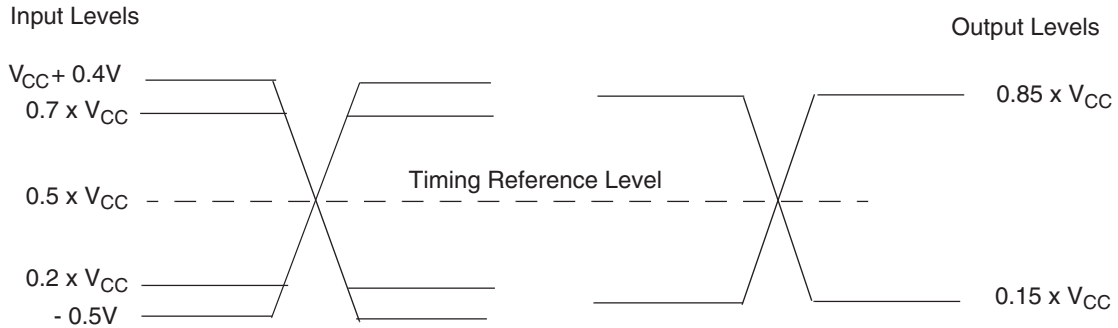 Input Levels
Output Levels
VCC + 0.4V
0.7 x VCC
0.85 x VCC
Timing Reference Level
0.5 x VCC
0.2 x VCC
0.15 x VCC
- 0.5V